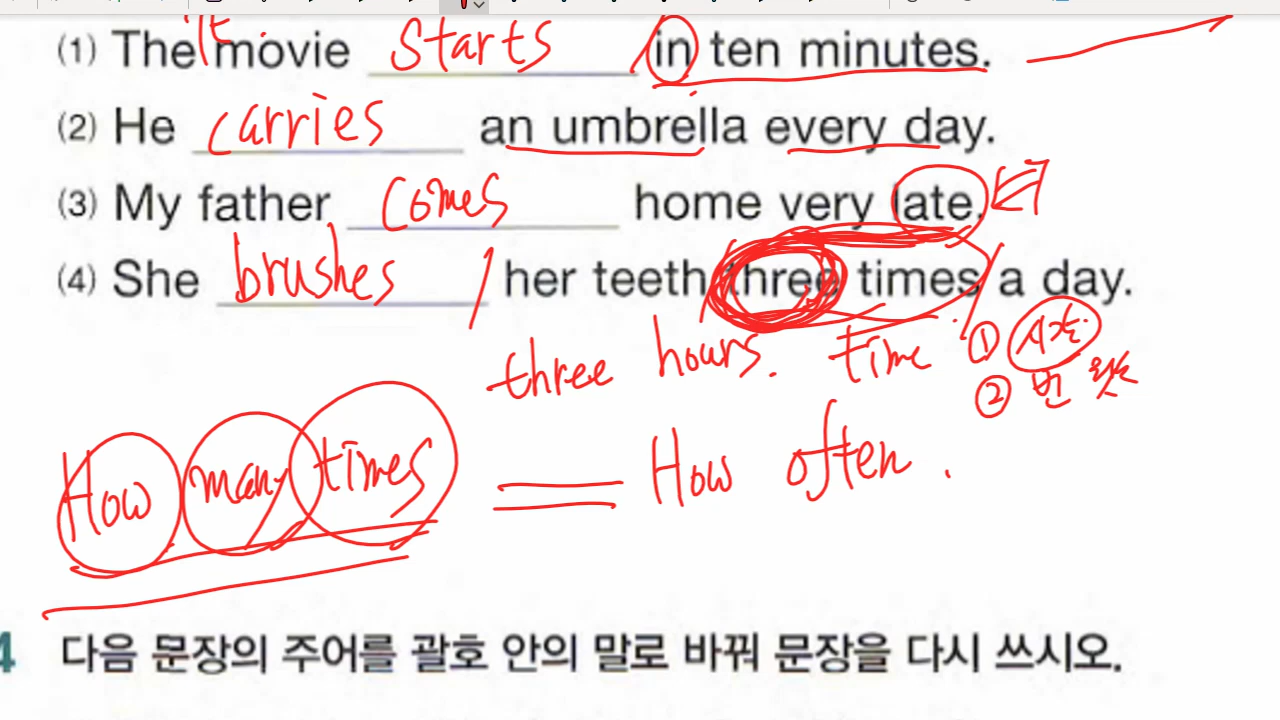 it.
(1) The movie starts in ten minutes.
(2) He carries an umbrella every day.
(3) My father comes home very late.
(4) She brushes her teeth three times a day.
three hours. time ① 시간
② 번 횟수
How many times = How often.
4 다음 문장의 주어를 괄호 안의 말로 바꿔 문장을 다시 쓰시오.